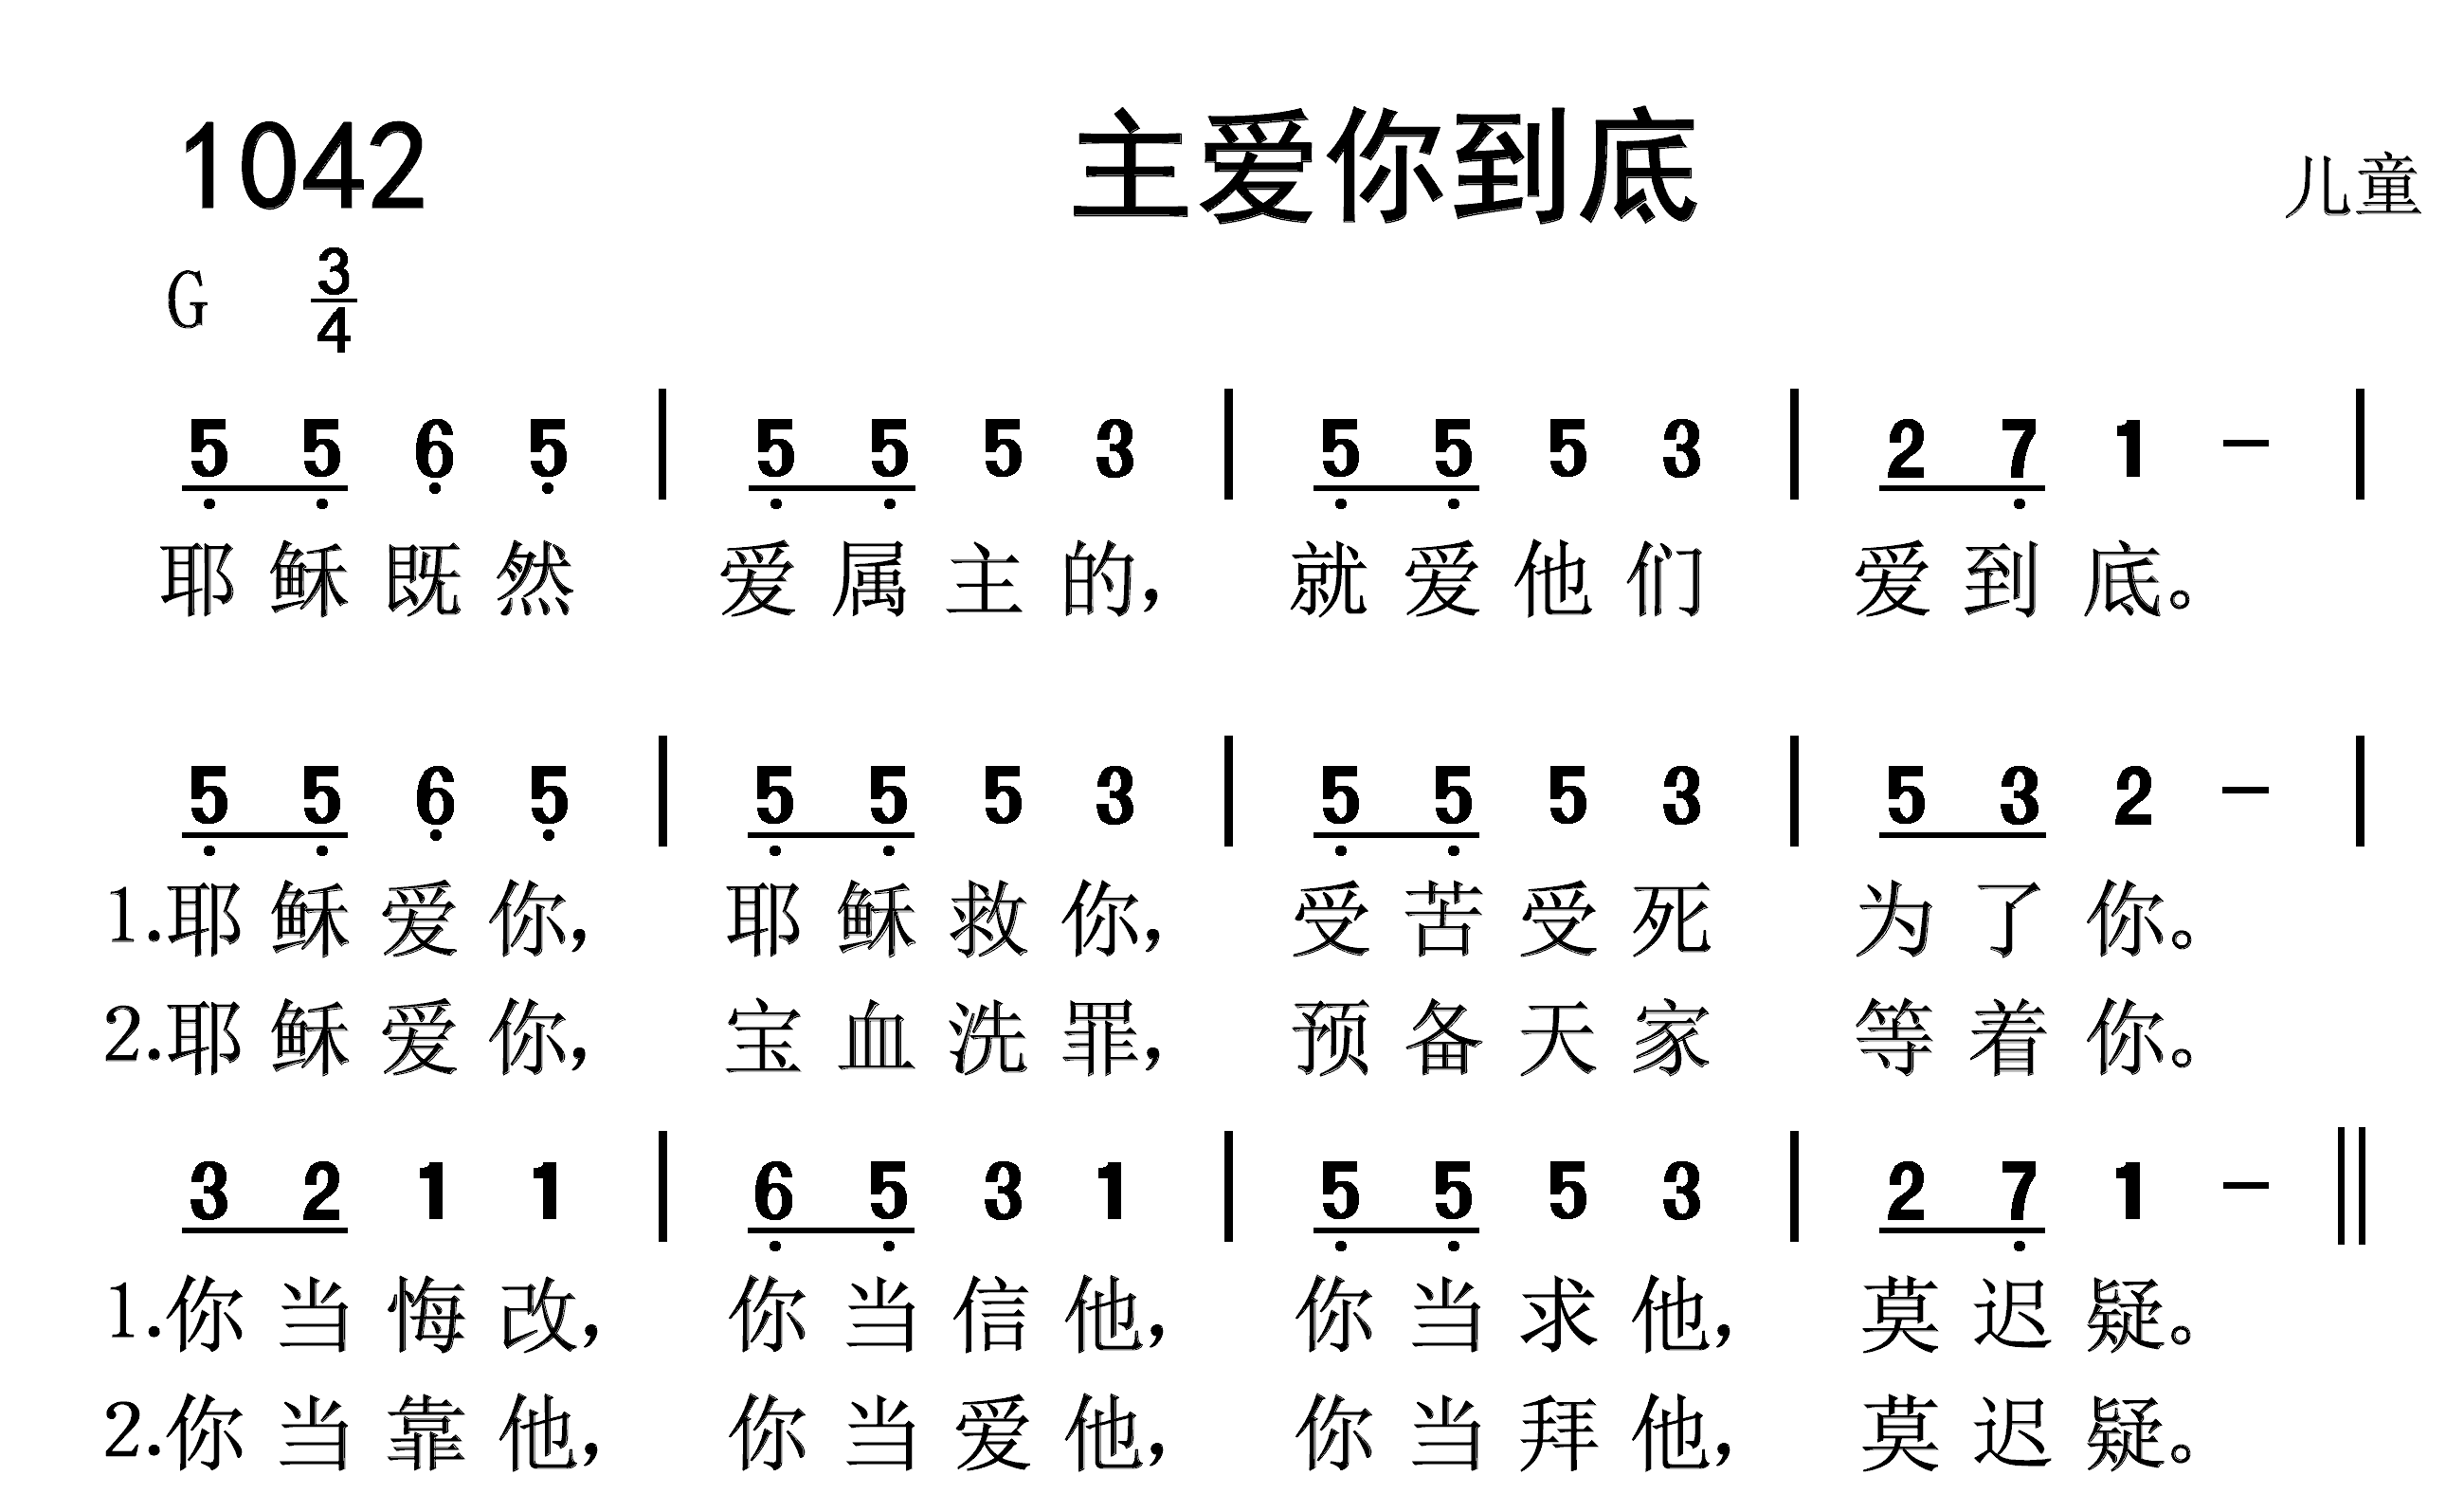 1042 主爱你到底 儿童
G 3/4
5 5 6 5 | 5 5 5 3 | 5 5 5 3 | 2 7 1 － |
耶稣既然 爱属主的，就爱他们 爱到底。
5 5 6 5 | 5 5 5 3 | 5 5 5 3 | 5 3 2 － |
1.耶稣爱你，耶稣救你，受苦受死 为了你。
2.耶稣爱你，宝血洗罪，预备天家 等着你。
3 2 1 1 | 6 5 3 1 | 5 5 5 3 | 2 7 1 － ||
1.你当悔改，你当信他，你当求他，莫迟疑。
2.你当靠他，你当爱他，你当拜他，莫迟疑。